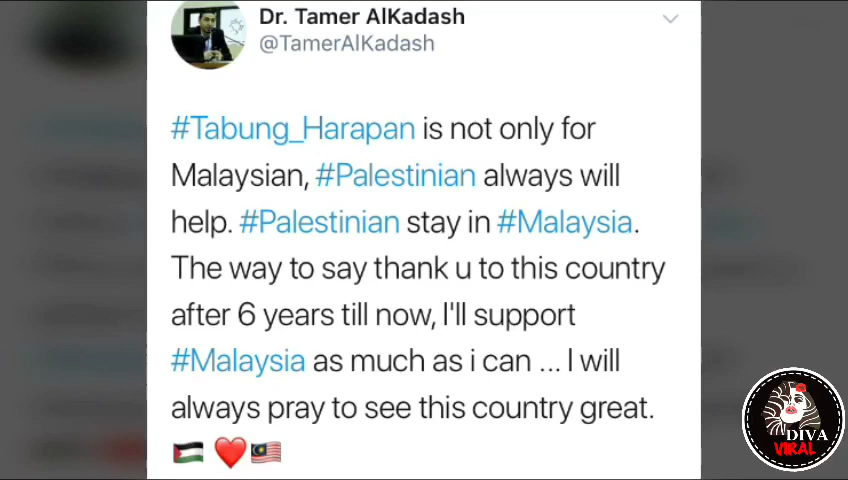 Dr. Tamer AlKadash
@TamerAlKadash
#Tabung_Harapan is not only for
Malaysian, #Palestinian always will
help. #Palestinian stay in #Malaysia.
The way to say thank u to this country
after 6 years till now, I'll support
#Malaysia as much as i can ... I will
always pray to see this country great.
🇵🇸 ❤️🇲🇾
DIVA
VIRAL